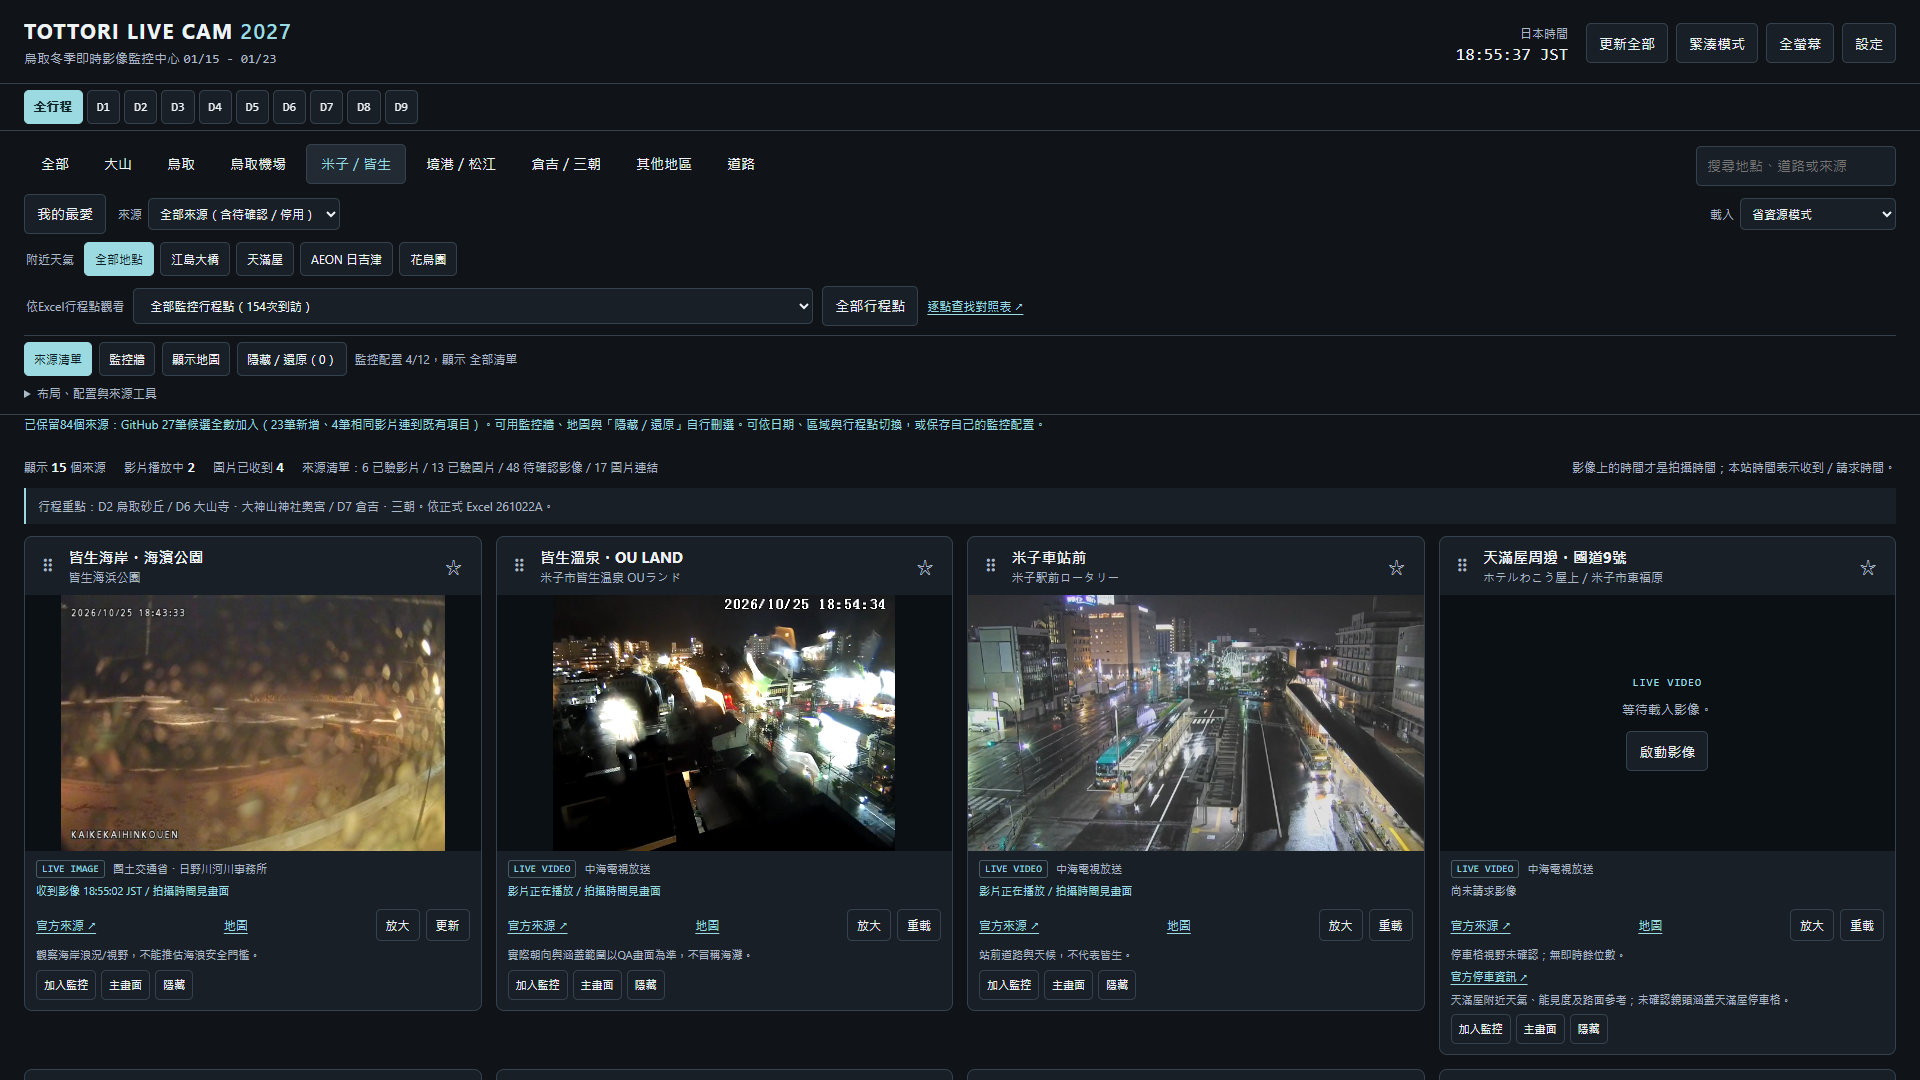 TOTTORI LIVE CAM 2027
鳥取冬季即時影像監控中心 01/15 - 01/23
日本時間
18:55:37 JST
更新全部
緊湊模式
全螢幕
設定
全行程 D1 D2 D3 D4 D5 D6 D7 D8 D9
全部 大山 鳥取 鳥取機場 米子 / 皆生 境港 / 松江 倉吉 / 三朝 其他地區 道路
搜尋地點、道路或來源
我的最愛 來源 全部來源 ( 含待確認 / 停用 )
載入 省資源模式
附近天氣 全部地點 江島大橋 天滿屋 AEON 日吉津 花鳥園
依Excel行程點觀看 全部監控行程點 ( 154次到訪 ) 全部行程點 逐點查找對照表 ↗
來源清單 監控牆 顯示地圖 隱藏 / 還原 ( 0 ) 監控配置 4/12，顯示 全部清單
▶ 布局、配置與來源工具
已保留84個來源：GitHub 27筆候選全數加入（23筆新增、4筆相同影片連到既有項目）。可用監控牆、地圖與「隱藏 / 還原」自行刪選。可依日期、區域與行程點切換，或保存自己的監控配置。
顯示 15 個來源 影片播放中 2 圖片已收到 4 來源清單：6 已驗影片 / 13 已驗圖片 / 48 待確認影像 / 17 圖片連結
影像上的時間才是拍攝時間；本站時間表示收到 / 請求時間。
行程重點：D2 鳥取砂丘 / D6 大山寺・大神山神社奧宮 / D7 倉吉・三朝。依正式 Excel 261022A。
皆生海岸・海濱公園
皆生海浜公園
2026/10/25 18:43:33
KAIKEKAIHINKOUEN
LIVE IMAGE 國土交通省・日野川河川事務所
收到影像 18:55:02 JST / 拍攝時間見畫面
官方來源 ↗ 地圖 放大 更新
觀察海岸浪況/視野，不能推估海浪安全門檻。
加入監控 主畫面 隱藏
皆生溫泉・OU LAND
米子市皆生温泉 OUランド
2026/10/25 18:54:34
LIVE VIDEO 中海電視放送
影片正在播放 / 拍攝時間見畫面
官方來源 ↗ 地圖 放大 重載
實際朝向與涵蓋範圍以QA畫面為準，不冒稱海灘。
加入監控 主畫面 隱藏
米子車站前
米子駅前ロータリー
LIVE VIDEO 中海電視放送
影片正在播放 / 拍攝時間見畫面
官方來源 ↗ 地圖 放大 重載
站前道路與天候，不代表皆生。
加入監控 主畫面 隱藏
天滿屋周邊・國道9號
ホテルわこう屋上 / 米子市東福原
LIVE VIDEO
等待載入影像。
啟動影像
LIVE VIDEO 中海電視放送
尚未請求影像
官方來源 ↗ 地圖 放大 重載
停車格視野未確認；無即時餘位數。
官方停車資訊 ↗
天滿屋附近天氣、能見度及路面參考；未確認鏡頭涵蓋天滿屋停車格。
加入監控 主畫面 隱藏